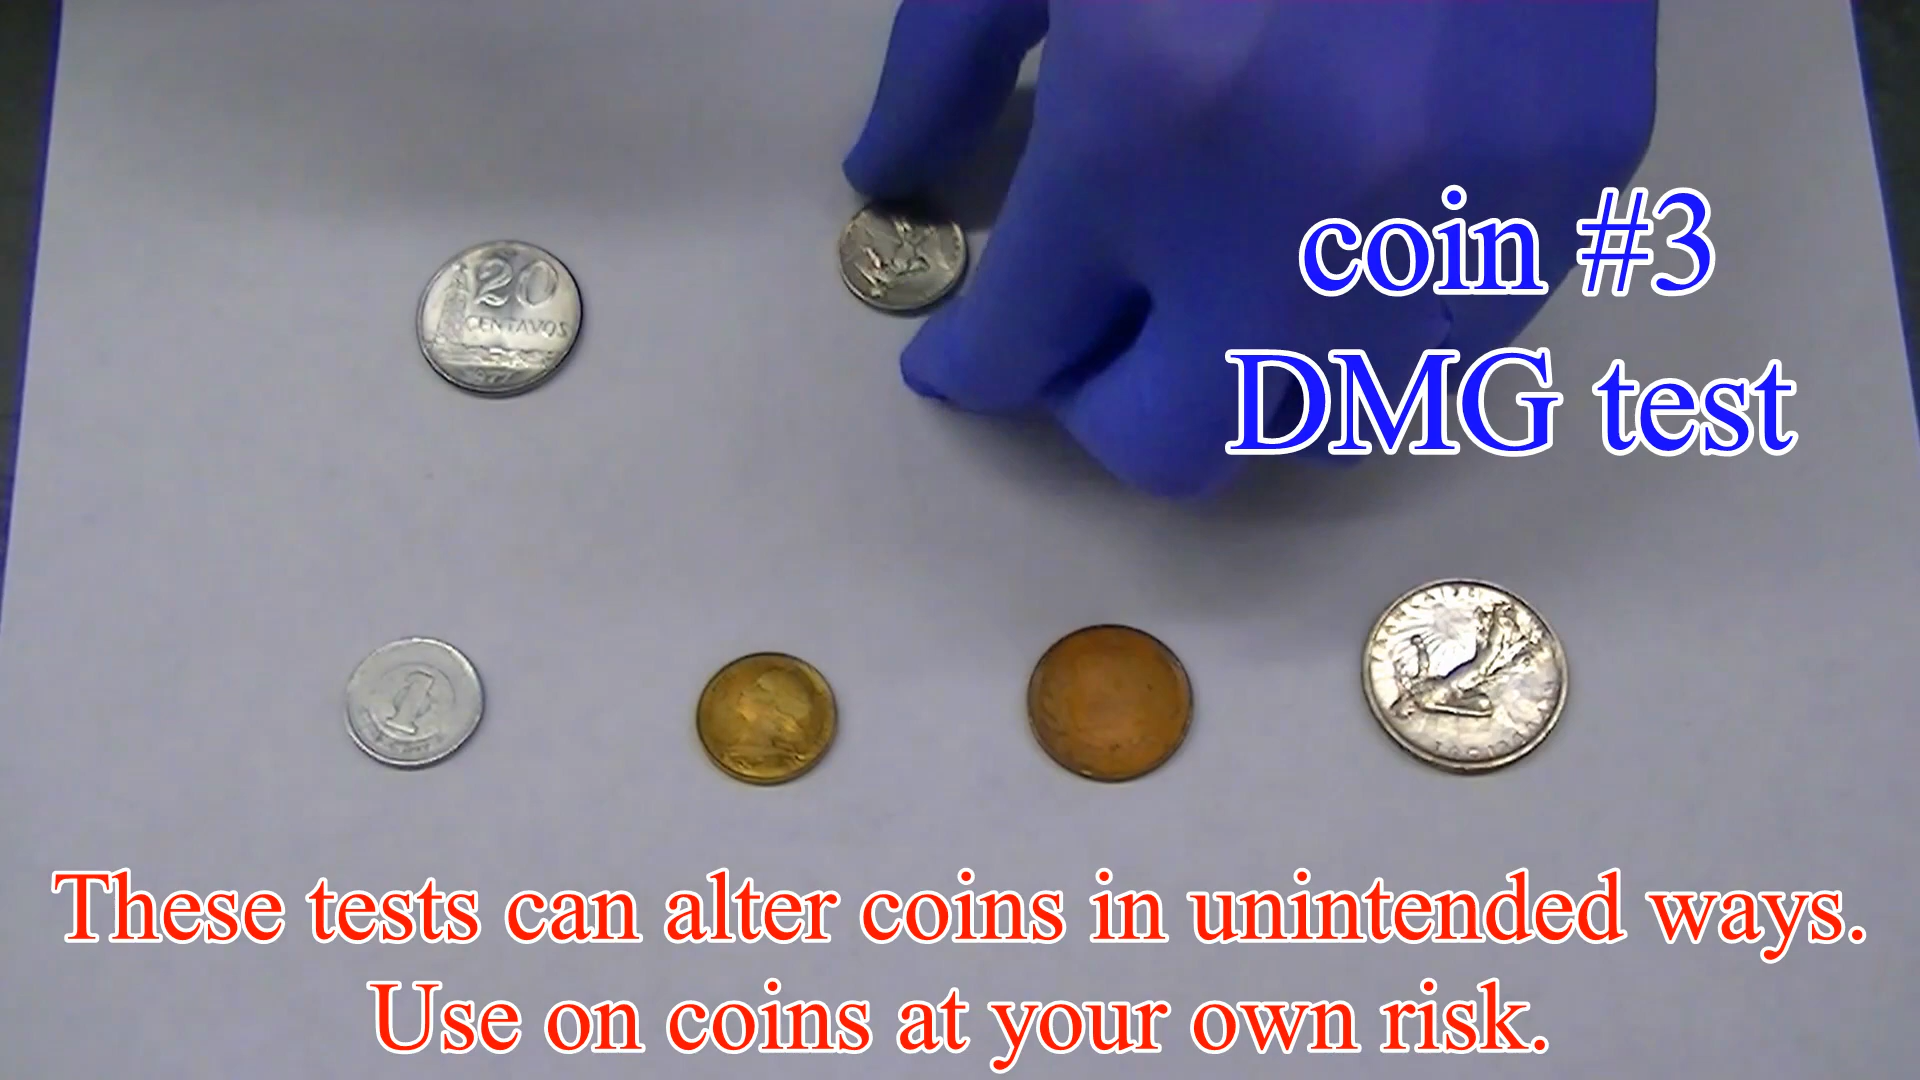 coin #3
DMG test
20
CENTAVOS
1
These tests can alter coins in unintended ways.
Use on coins at your own risk.